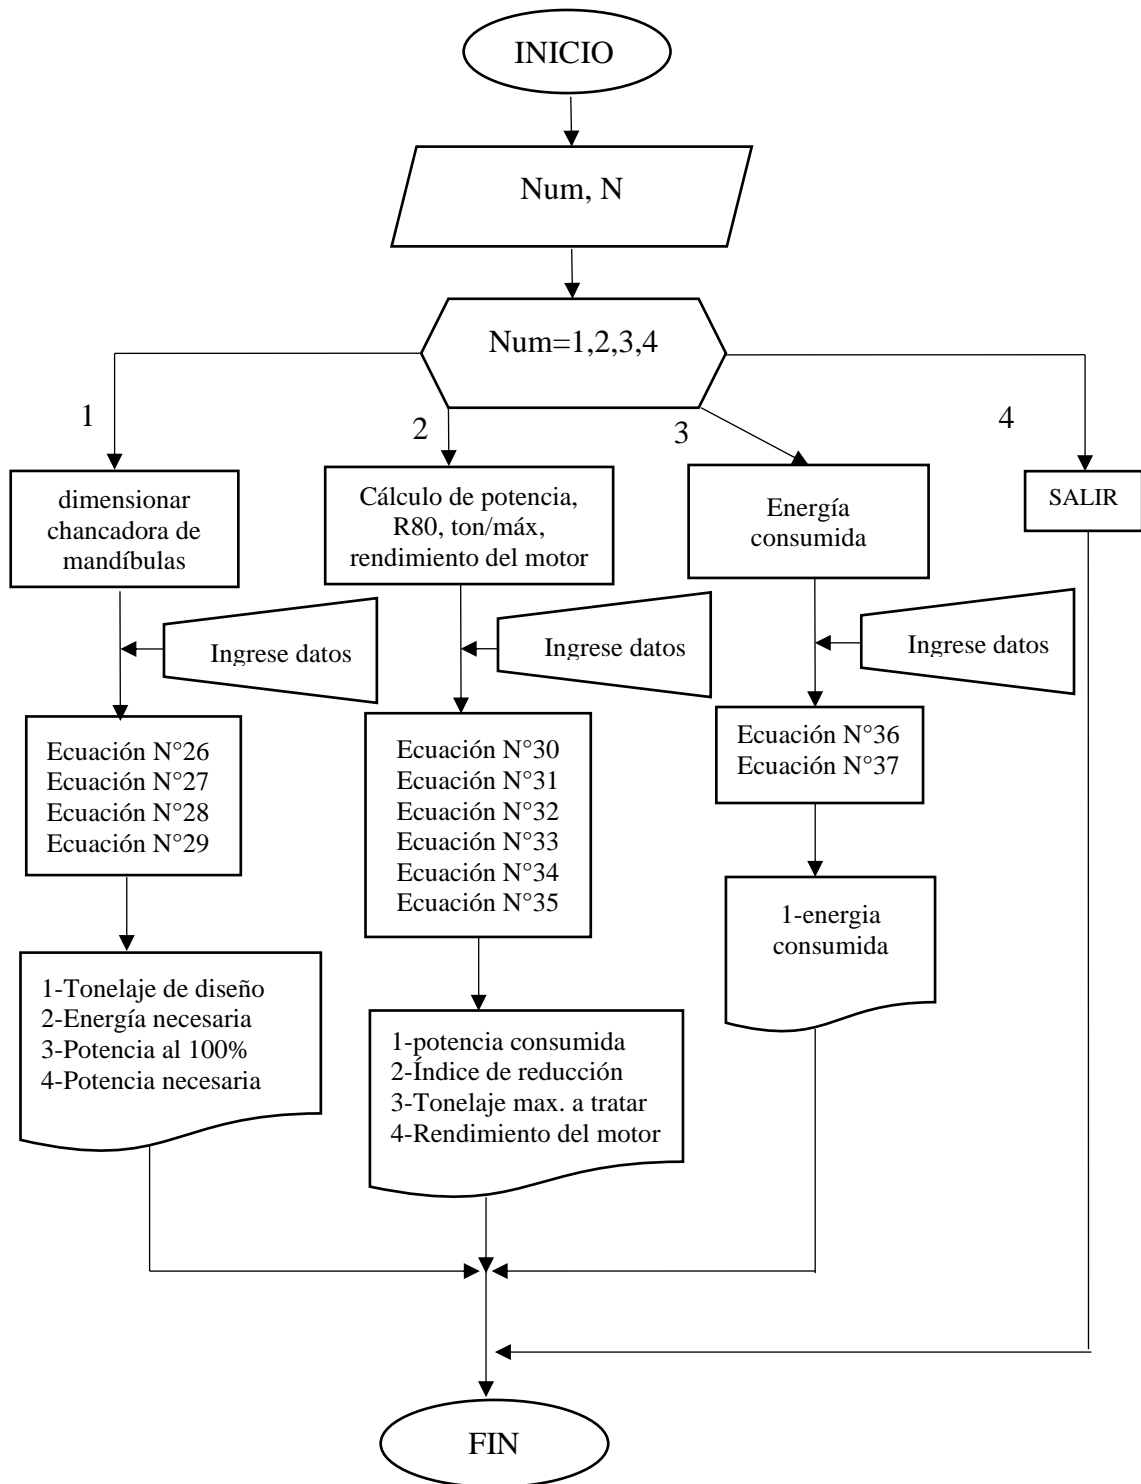 INICIO
Num, N
Num=1,2,3,4
1
2
3
4
dimensionar
chancadora de
mandíbulas
Cálculo de potencia,
R80, ton/máx,
rendimiento del motor
Energía
consumida
SALIR
Ingrese datos
Ingrese datos
Ingrese datos
Ecuación N°26
Ecuación N°27
Ecuación N°28
Ecuación N°29
Ecuación N°30
Ecuación N°31
Ecuación N°32
Ecuación N°33
Ecuación N°34
Ecuación N°35
Ecuación N°36
Ecuación N°37
1-Tonelaje de diseño
2-Energía necesaria
3-Potencia al 100%
4-Potencia necesaria
1-potencia consumida
2-Índice de reducción
3-Tonelaje max. a tratar
4-Rendimiento del motor
1-energia
consumida
FIN